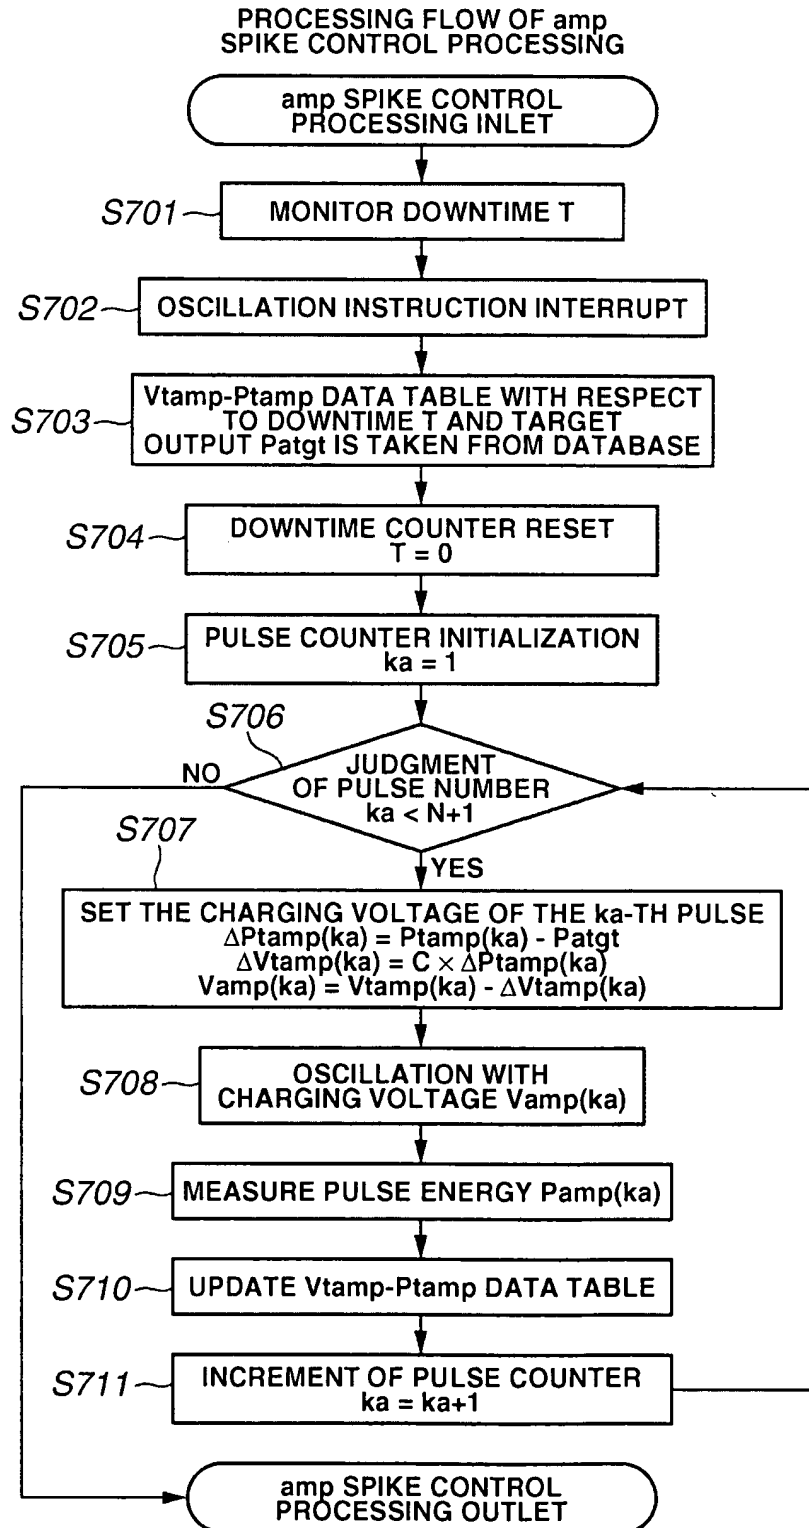 PROCESSING FLOW OF amp
SPIKE CONTROL PROCESSING
amp SPIKE CONTROL
PROCESSING INLET
S701
MONITOR DOWNTIME T
S702
OSCILLATION INSTRUCTION INTERRUPT
S703
Vtamp-Ptamp DATA TABLE WITH RESPECT
TO DOWNTIME T AND TARGET
OUTPUT Patgt IS TAKEN FROM DATABASE
S704
DOWNTIME COUNTER RESET
T = 0
S705
PULSE COUNTER INITIALIZATION
ka = 1
S706
JUDGMENT
OF PULSE NUMBER
ka < N+1
NO
YES
S707
SET THE CHARGING VOLTAGE OF THE ka-TH PULSE
ΔPtamp(ka) = Ptamp(ka) - Patgt
ΔVtamp(ka) = C × ΔPtamp(ka)
Vamp(ka) = Vtamp(ka) - ΔVtamp(ka)
S708
OSCILLATION WITH
CHARGING VOLTAGE Vamp(ka)
S709
MEASURE PULSE ENERGY Pamp(ka)
S710
UPDATE Vtamp-Ptamp DATA TABLE
S711
INCREMENT OF PULSE COUNTER
ka = ka+1
amp SPIKE CONTROL
PROCESSING OUTLET